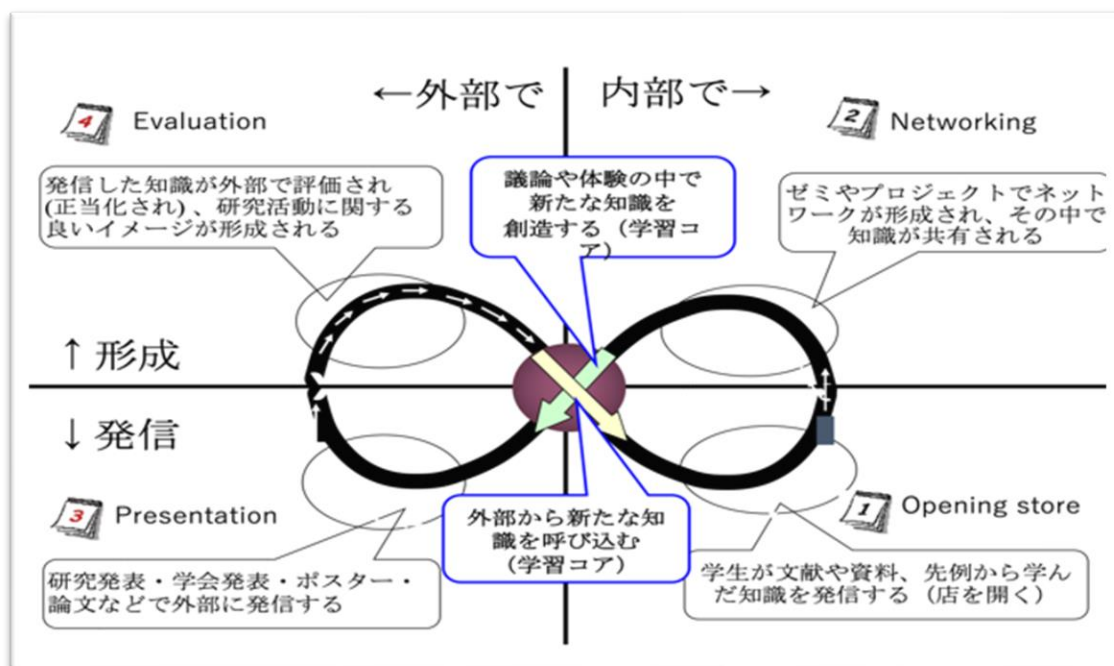 ←外部で
内部で→
4 Evaluation
発信した知識が外部で評価され
(正当化され)、研究活動に関する
良いイメージが形成される
議論や体験の中で
新たな知識を
創造する（学習コ
ア）
2 Networking
ゼミやプロジェクトでネット
ワークが形成され、その中で
知識が共有される
↑形成
↓発信
3 Presentation
研究発表・学会発表・ポスター・
論文などで外部に発信する
外部から新たな知
識を呼び込む
（学習コア）
1 Opening store
学生が文献や資料、先例から学ん
だ知識を発信する（店を開く）